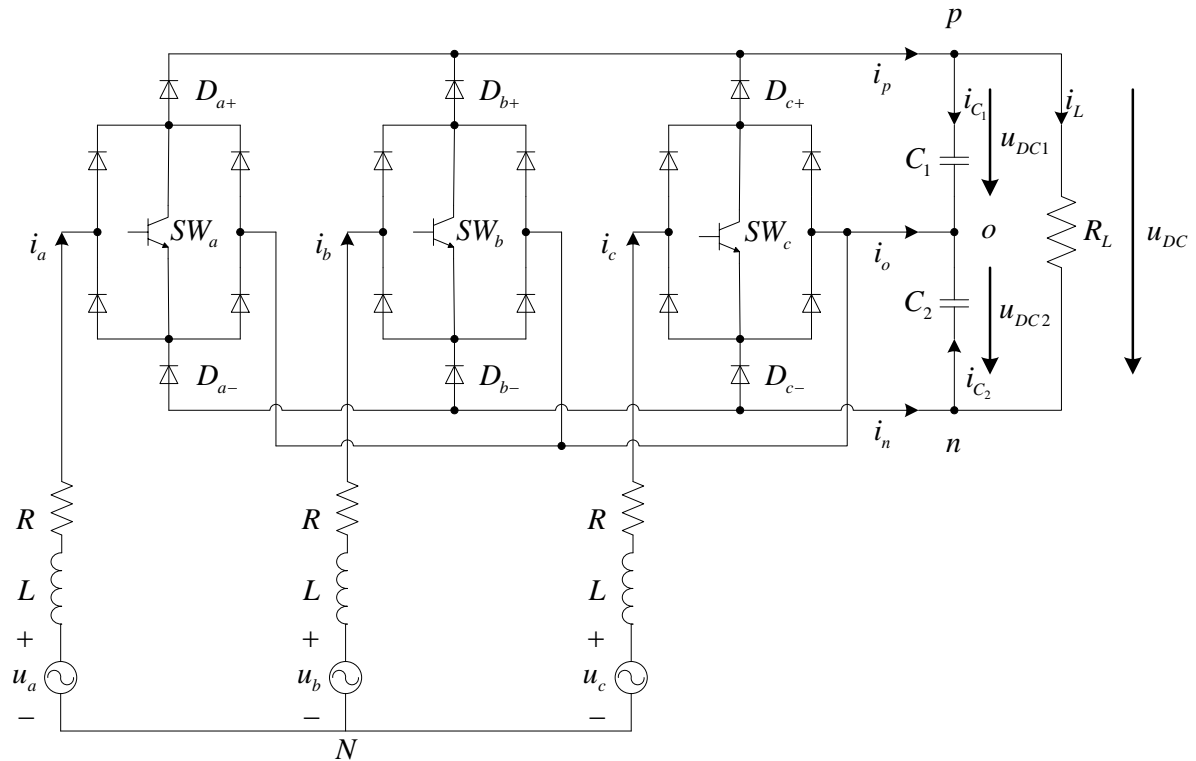 p
D_{a+} D_{b+} D_{c+} i_p
i_{C_1} i_L
C_1 u_{DC1}
i_a SW_a i_b SW_b i_c SW_c i_o o R_L u_{DC}
C_2 u_{DC2}
D_{a-} D_{b-} D_{c-} i_{C_2}
i_n n
R R R
L L L
+ + +
u_a u_b u_c
− − −
N